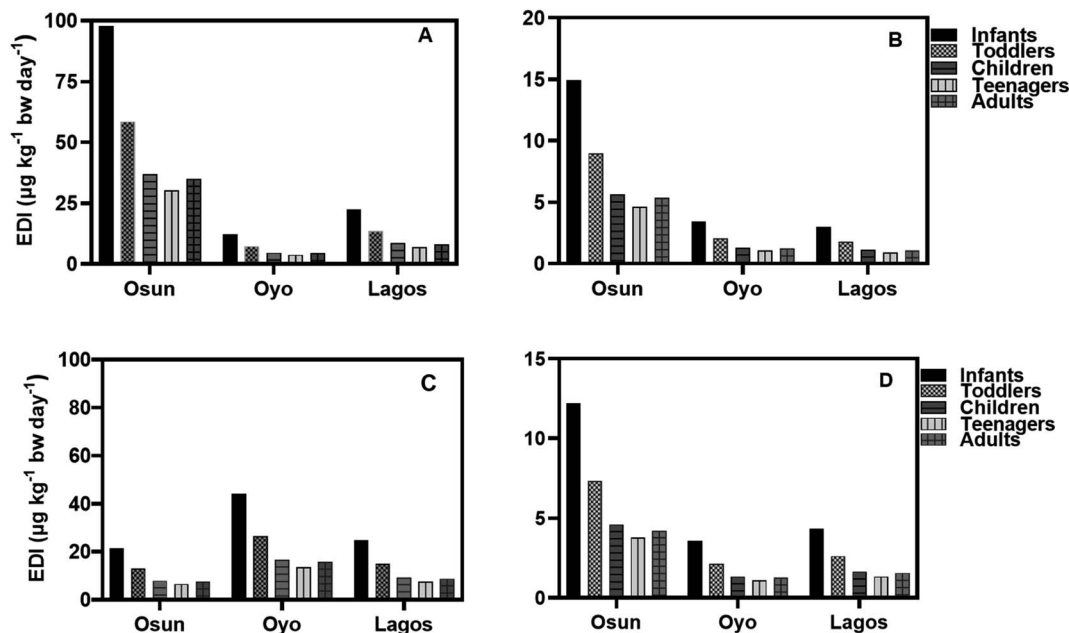 A
EDI (µg kg⁻¹ bw day⁻¹)
100
75
50
25
0
Osun Oyo Lagos
B
20
15
10
5
0
Osun Oyo Lagos
Infants
Toddlers
Children
Teenagers
Adults
C
EDI (µg kg⁻¹ bw day⁻¹)
100
80
60
40
20
0
Osun Oyo Lagos
D
15
10
5
0
Osun Oyo Lagos
Infants
Toddlers
Children
Teenagers
Adults